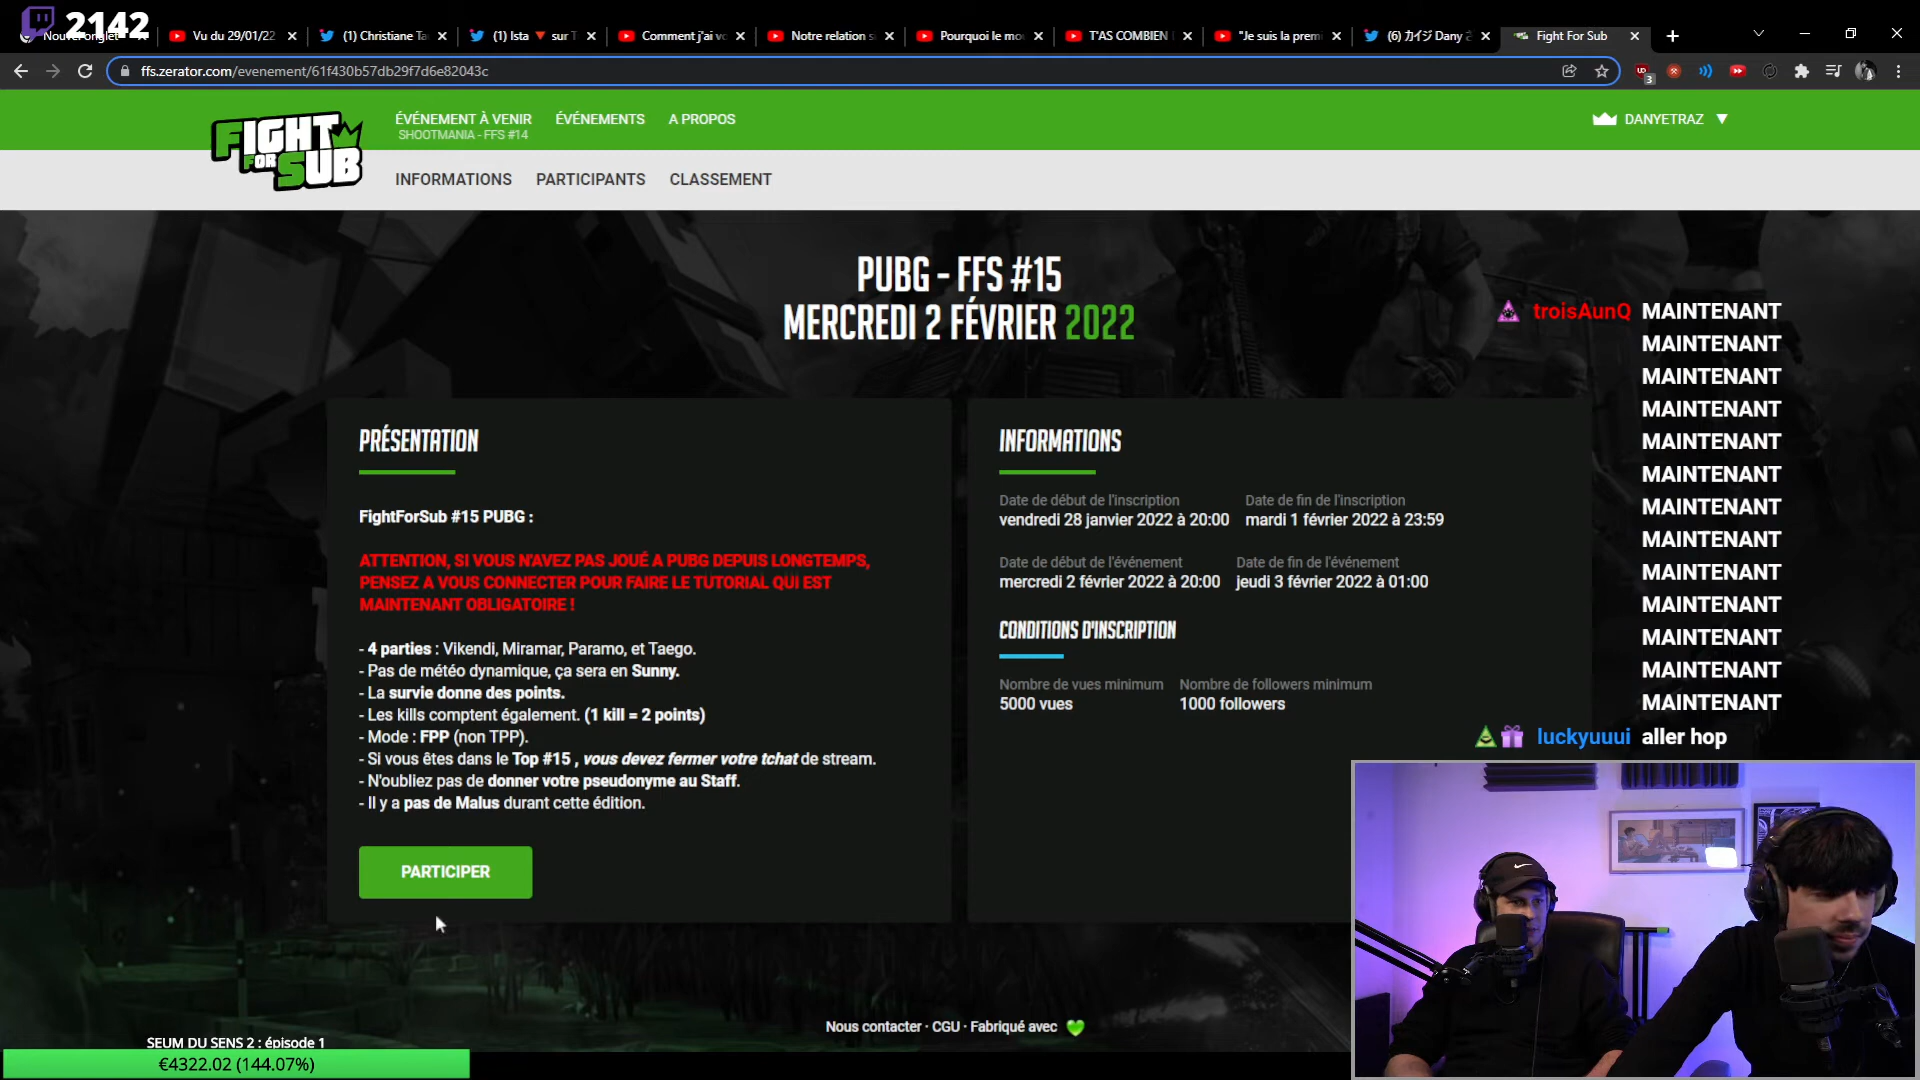 2142
Nouvel onglet
Vu du 29/01/22
(1) Christiane Ta
(1) Ista 🔻 sur T
Comment j'ai vo
Notre relation s
Pourquoi le mo
T'AS COMBIEN
"Je suis la premi
(6) カイジ Dany
Fight For Sub
ffs.zerator.com/evenement/61f430b57db29f7d6e82043c
3
FIGHT
FOR SUB
ÉVÉNEMENT À VENIR
SHOOTMANIA - FFS #14
ÉVÉNEMENTS
A PROPOS
DANYETRAZ ▼
INFORMATIONS
PARTICIPANTS
CLASSEMENT
PUBG - FFS #15
MERCREDI 2 FÉVRIER 2022
PRÉSENTATION
FightForSub #15 PUBG :
ATTENTION, SI VOUS N'AVEZ PAS JOUÉ A PUBG DEPUIS LONGTEMPS,
PENSEZ A VOUS CONNECTER POUR FAIRE LE TUTORIAL QUI EST
MAINTENANT OBLIGATOIRE !
- 4 parties : Vikendi, Miramar, Paramo, et Taego.
- Pas de météo dynamique, ça sera en Sunny.
- La survie donne des points.
- Les kills comptent également. (1 kill = 2 points)
- Mode : FPP (non TPP).
- Si vous êtes dans le Top #15 , vous devez fermer votre tchat de stream.
- N'oubliez pas de donner votre pseudonyme au Staff.
- Il y a pas de Malus durant cette édition.
PARTICIPER
INFORMATIONS
Date de début de l'inscription
vendredi 28 janvier 2022 à 20:00
Date de fin de l'inscription
mardi 1 février 2022 à 23:59
Date de début de l'événement
mercredi 2 février 2022 à 20:00
Date de fin de l'événement
jeudi 3 février 2022 à 01:00
CONDITIONS D'INSCRIPTION
Nombre de vues minimum
5000 vues
Nombre de followers minimum
1000 followers
troisAunQ MAINTENANT
MAINTENANT
MAINTENANT
MAINTENANT
MAINTENANT
MAINTENANT
MAINTENANT
MAINTENANT
MAINTENANT
MAINTENANT
MAINTENANT
MAINTENANT
MAINTENANT
luckyuuui aller hop
Nous contacter · CGU · Fabriqué avec 💚
SEUM DU SENS 2 : épisode 1
€4322.02 (144.07%)